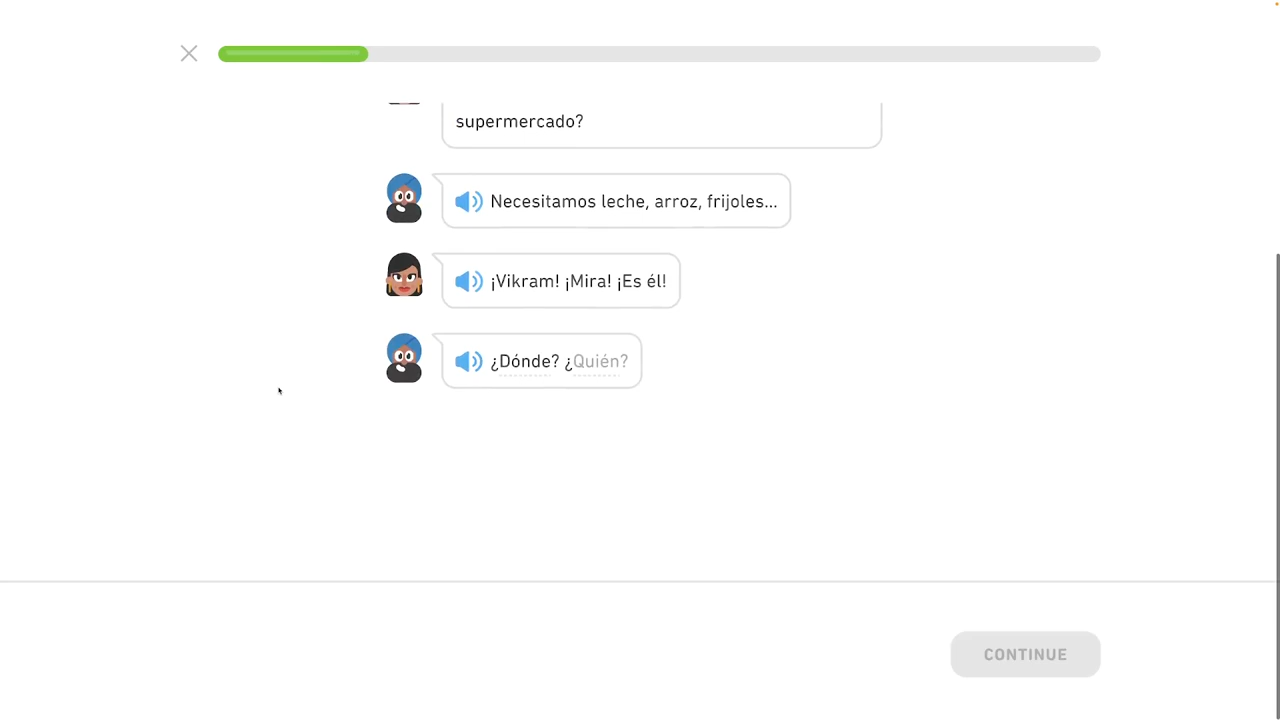 supermercado?
Necesitamos leche, arroz, frijoles...
¡Vikram! ¡Mira! ¡Es él!
¿Dónde? ¿Quién?
CONTINUE